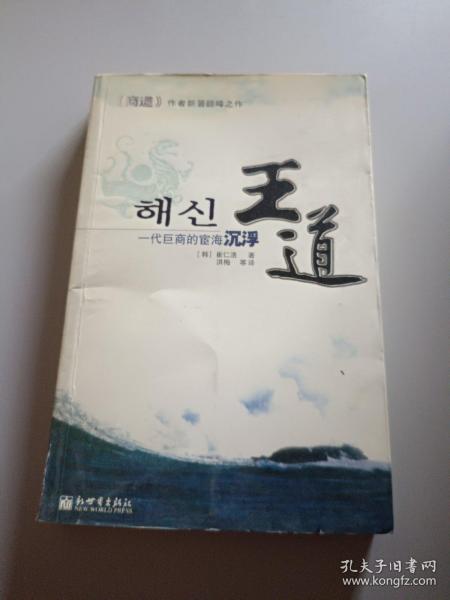 《商道》作者新著巅峰之作
해신
王道
一代巨商的宦海沉浮
[韩] 崔仁浩 著
洪梅 等译
新世界出版社
NEW WORLD PRESS
孔夫子旧书网
www.kongfz.com